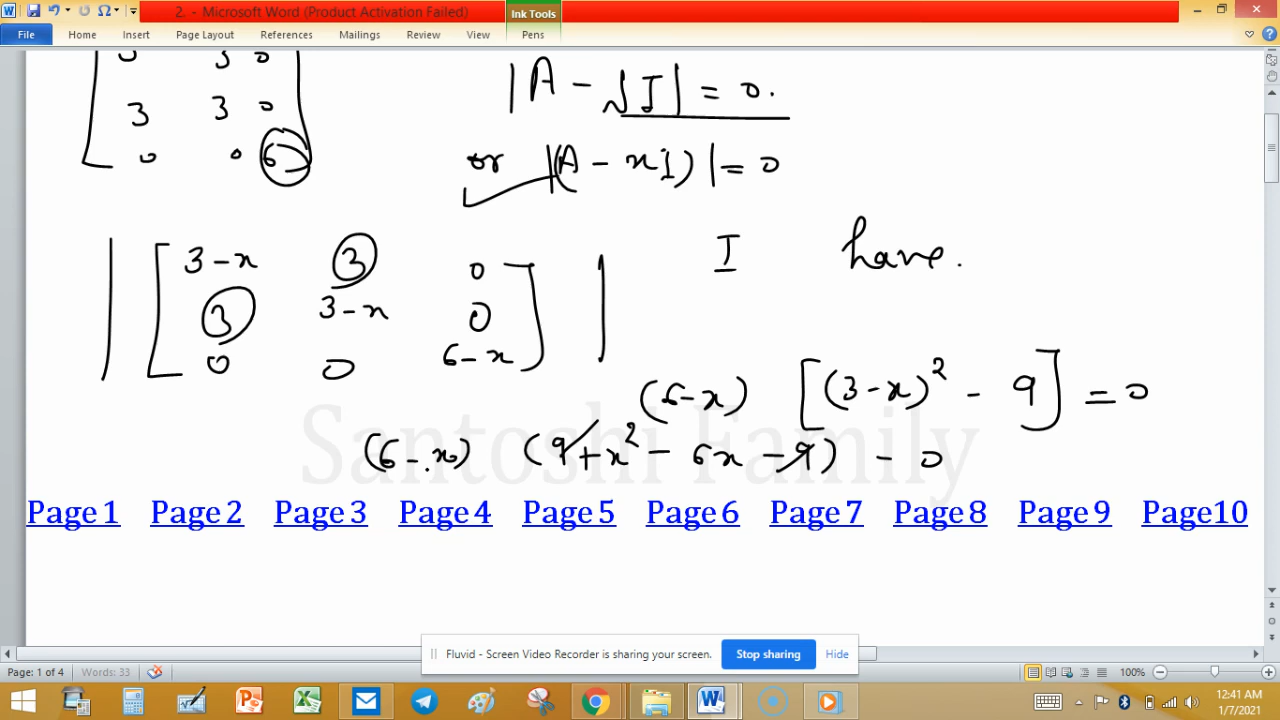 2. - Microsoft Word (Product Activation Failed)
Ink Tools
File Home Insert Page Layout References Mailings Review View Pens
3 0
3 3 0
0 0 6
|A - I| = 0.
or |(A - xI)| = 0
I have.
3-x 3 0
3 3-x 0
0 0 6-x
(6-x) [(3-x)² - 9] = 0
(6-x) (9+x² - 6x - 9) - 0
Santoshi Family
Page 1 Page 2 Page 3 Page 4 Page 5 Page 6 Page 7 Page 8 Page 9 Page10
Fluvid - Screen Video Recorder is sharing your screen. Stop sharing Hide
Page: 1 of 4 Words: 33 100%
12:41 AM
1/7/2021